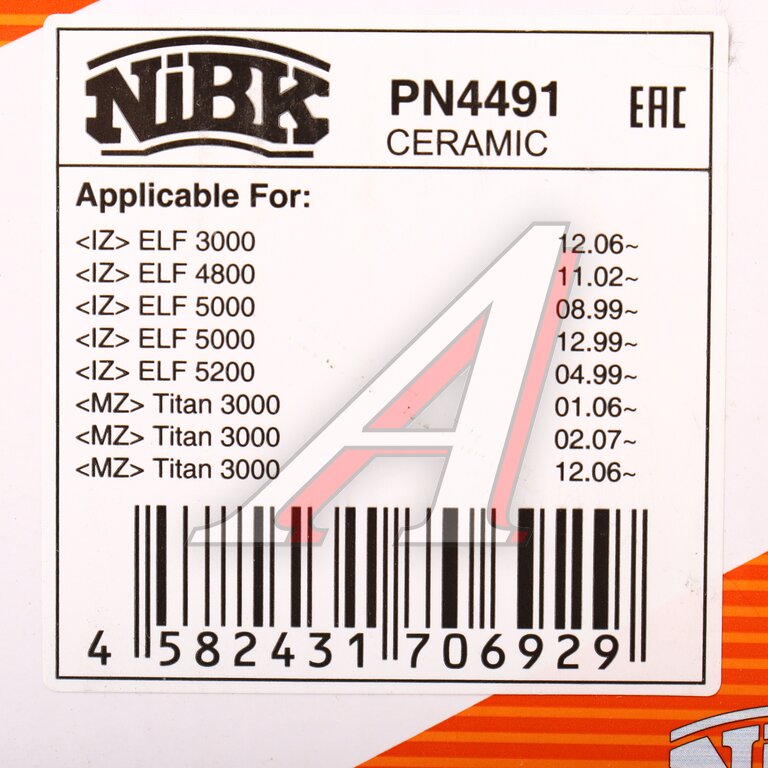 NiBK
PN4491
CERAMIC
EAC
Applicable For:
<IZ> ELF 3000 12.06~
<IZ> ELF 4800 11.02~
<IZ> ELF 5000 08.99~
<IZ> ELF 5000 12.99~
<IZ> ELF 5200 04.99~
<MZ> Titan 3000 01.06~
<MZ> Titan 3000 02.07~
<MZ> Titan 3000 12.06~
A
4 582431 706929